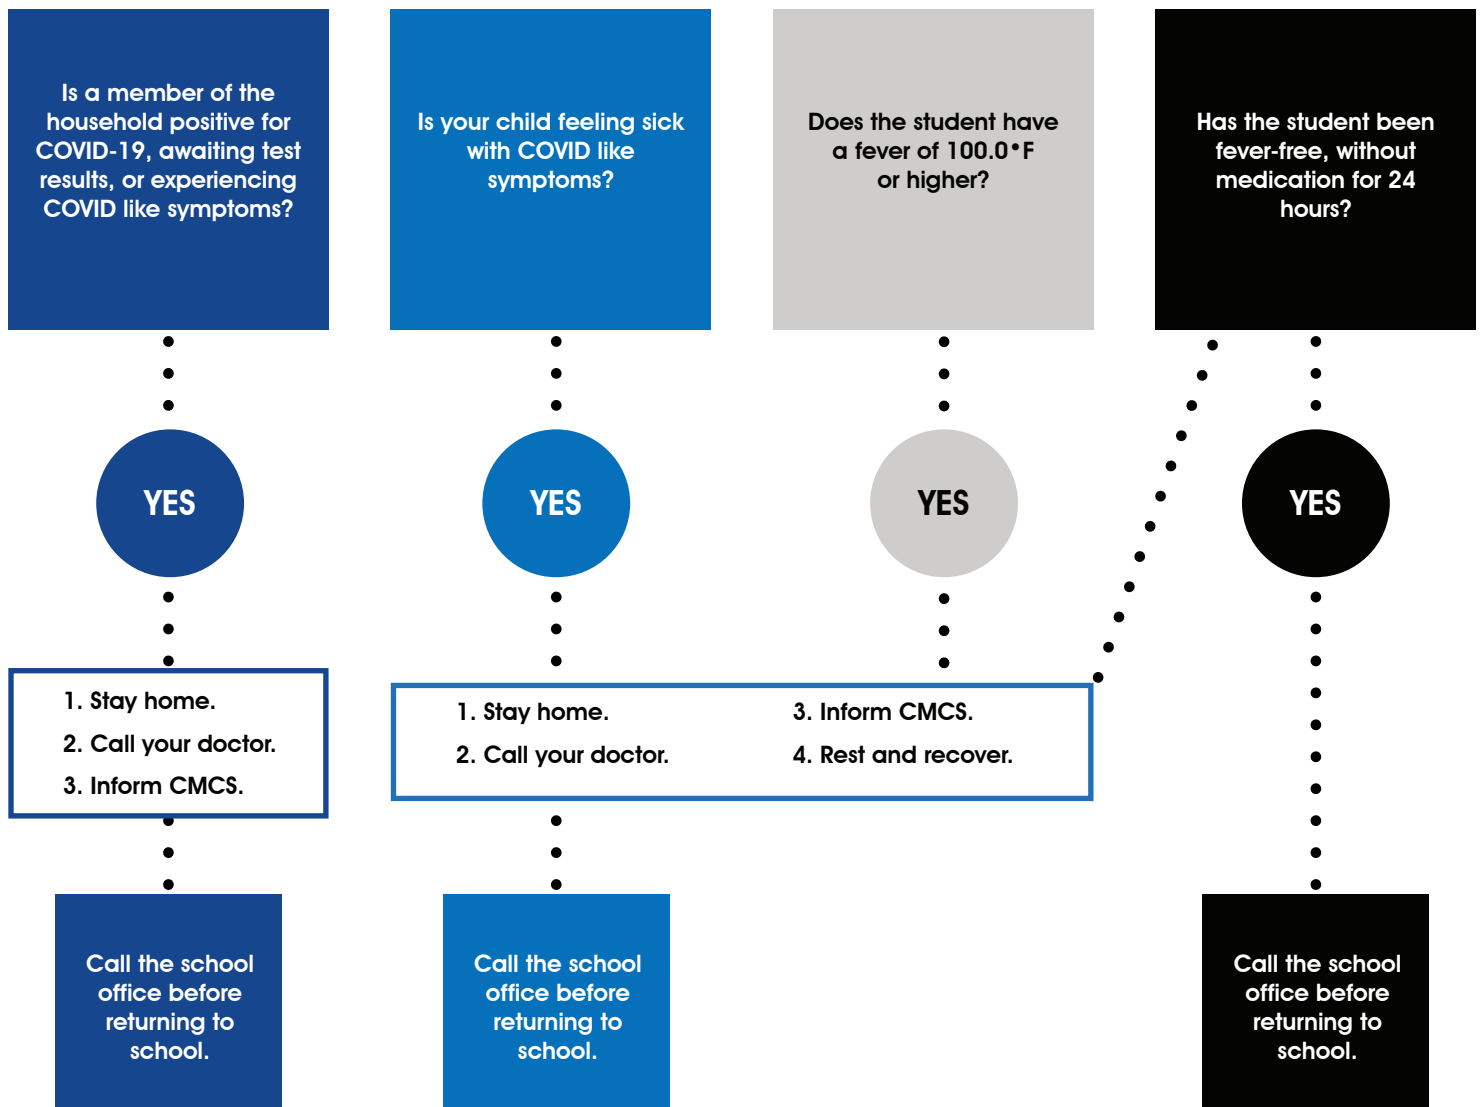 Is a member of the
household positive for
COVID-19, awaiting test
results, or experiencing
COVID like symptoms?
Is your child feeling sick
with COVID like
symptoms?
Does the student have
a fever of 100.0°F
or higher?
Has the student been
fever-free, without
medication for 24
hours?
YES
YES
YES
YES
1. Stay home.
2. Call your doctor.
3. Inform CMCS.
1. Stay home.
2. Call your doctor.
3. Inform CMCS.
4. Rest and recover.
Call the school
office before
returning to
school.
Call the school
office before
returning to
school.
Call the school
office before
returning to
school.